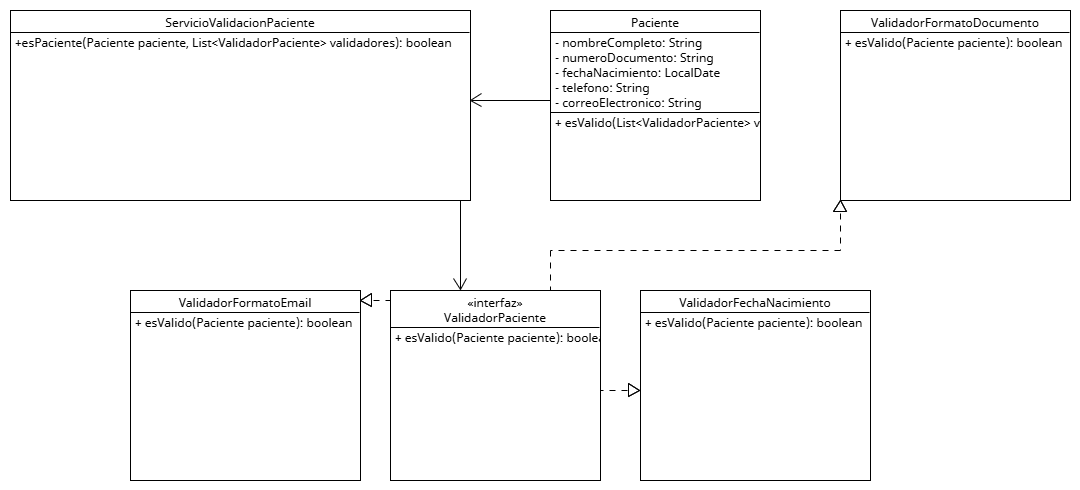 ServicioValidacionPaciente
+esPaciente(Paciente paciente, List<ValidadorPaciente> validadores): boolean
Paciente
- nombreCompleto: String
- numeroDocumento: String
- fechaNacimiento: LocalDate
- telefono: String
- correoElectronico: String
+ esValido(List<ValidadorPaciente> v
ValidadorFormatoDocumento
+ esValido(Paciente paciente): boolean
ValidadorFormatoEmail
+ esValido(Paciente paciente): boolean
«interfaz»
ValidadorPaciente
+ esValido(Paciente paciente): boolea
ValidadorFechaNacimiento
+ esValido(Paciente paciente): boolean